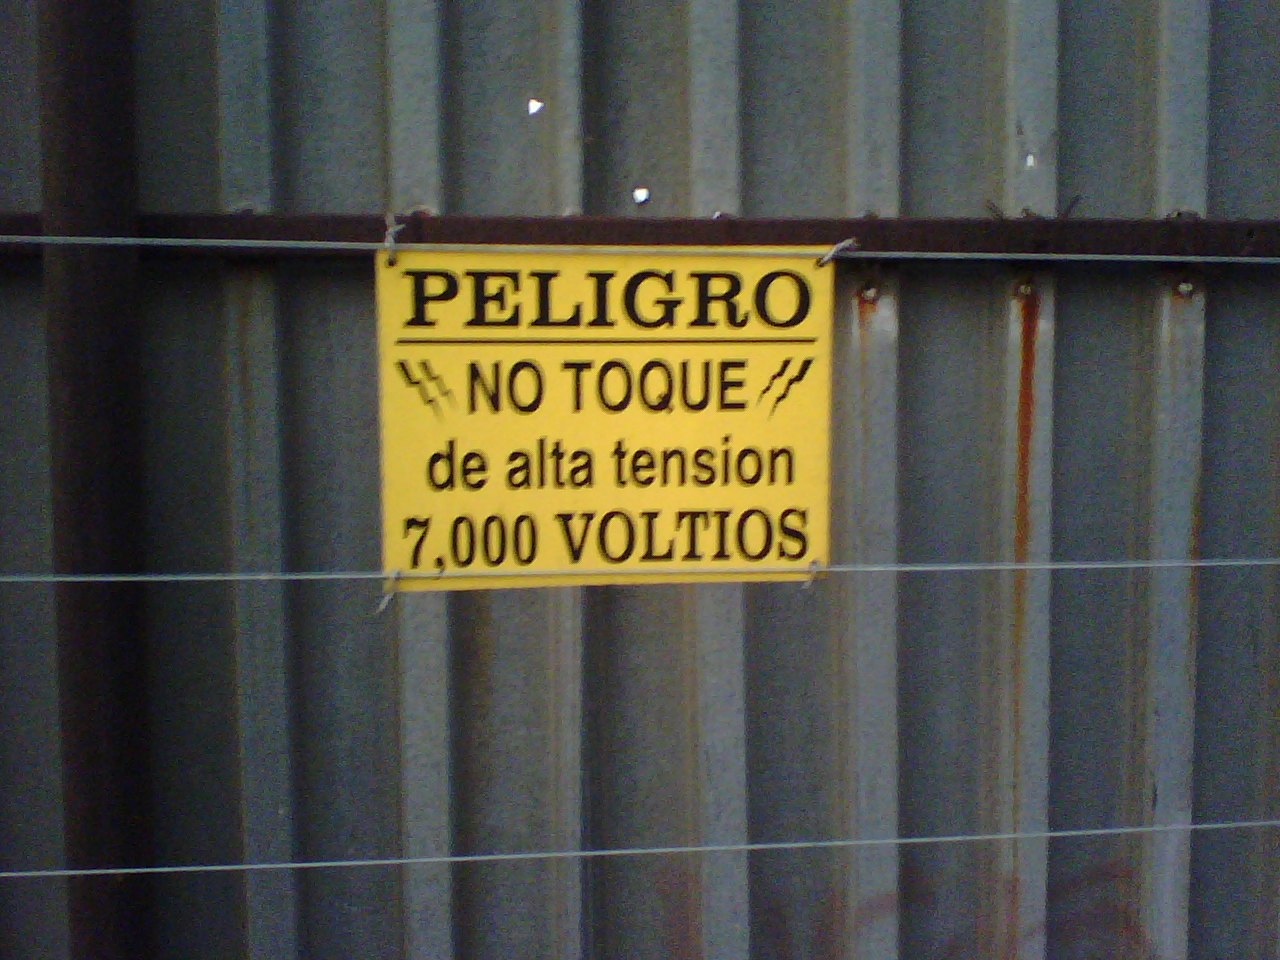 PELIGRO
NO TOQUE
de alta tension
7,000 VOLTIOS